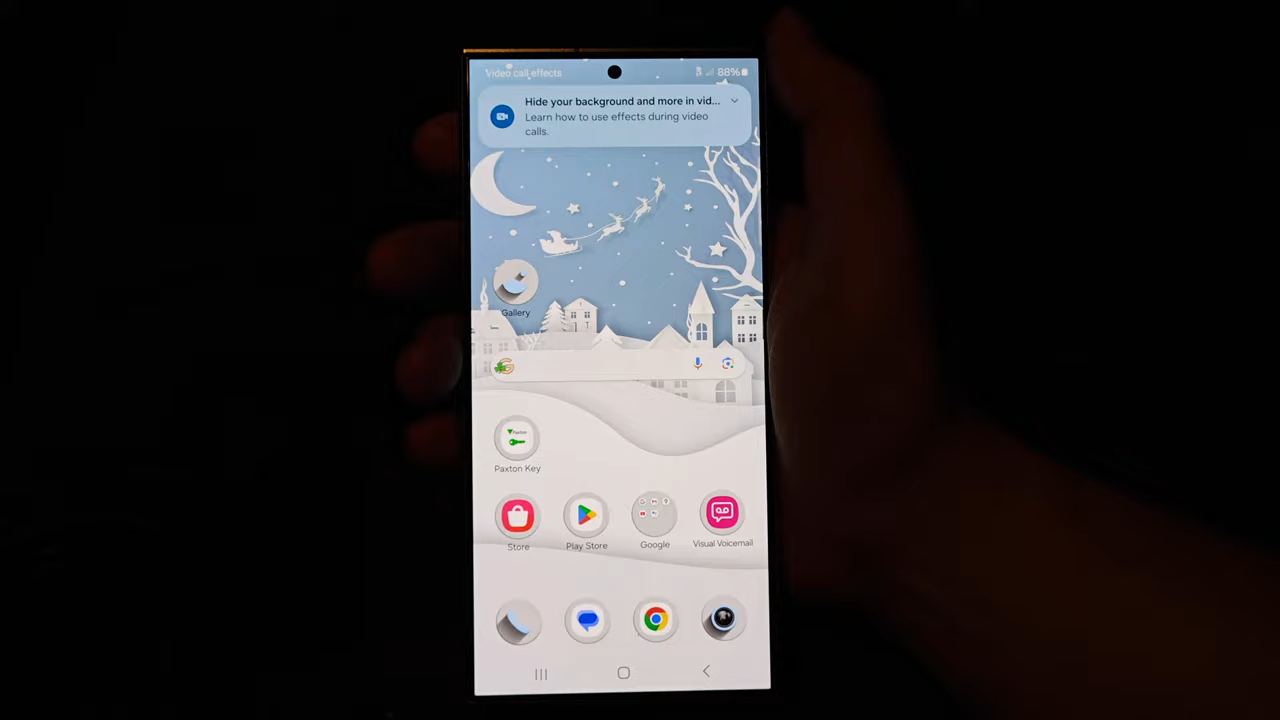 Video call effects
88%
Hide your background and more in vid...
Learn how to use effects during video
calls.
Gallery
Paxton
Paxton Key
Store
Play Store
Google
Visual Voicemail